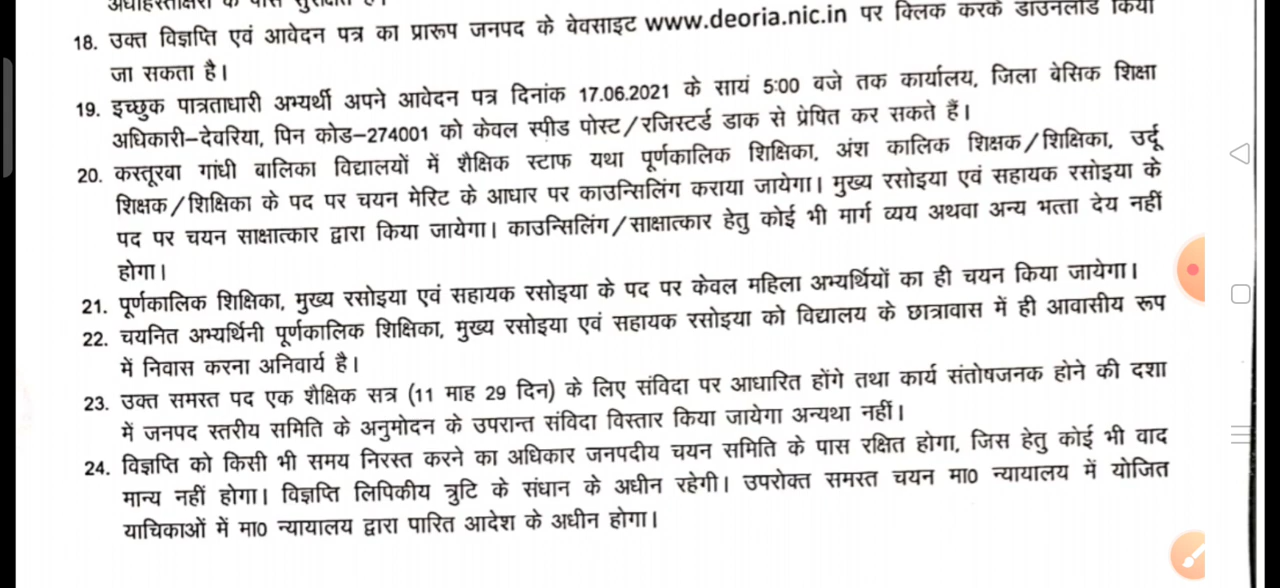 अधोहस्ताक्षरी के पास सुरक्षित है।
18. उक्त विज्ञप्ति एवं आवेदन पत्र का प्रारूप जनपद के वेवसाइट www.deoria.nic.in पर क्लिक करके डाउनलोड किया
जा सकता है।
19. इच्छुक पात्रताधारी अभ्यर्थी अपने आवेदन पत्र दिनांक 17.06.2021 के सायं 5:00 वजे तक कार्यालय, जिला बेसिक शिक्षा
अधिकारी-देवरिया, पिन कोड-274001 को केवल स्पीड पोस्ट/रजिस्टर्ड डाक से प्रेषित कर सकते हैं।
20. कस्तूरबा गांधी बालिका विद्यालयों में शैक्षिक स्टाफ यथा पूर्णकालिक शिक्षिका, अंश कालिक शिक्षक/शिक्षिका, उर्दू
शिक्षक/शिक्षिका के पद पर चयन मेरिट के आधार पर काउन्सिलिंग कराया जायेगा। मुख्य रसोइया एवं सहायक रसोइया के
पद पर चयन साक्षात्कार द्वारा किया जायेगा। काउन्सिलिंग/साक्षात्कार हेतु कोई भी मार्ग व्यय अथवा अन्य भत्ता देय नहीं
होगा।
21. पूर्णकालिक शिक्षिका, मुख्य रसोइया एवं सहायक रसोइया के पद पर केवल महिला अभ्यर्थियों का ही चयन किया जायेगा।
22. चयनित अभ्यर्थिनी पूर्णकालिक शिक्षिका, मुख्य रसोइया एवं सहायक रसोइया को विद्यालय के छात्रावास में ही आवासीय रूप
में निवास करना अनिवार्य है।
23. उक्त समस्त पद एक शैक्षिक सत्र (11 माह 29 दिन) के लिए संविदा पर आधारित होंगे तथा कार्य संतोषजनक होने की दशा
में जनपद स्तरीय समिति के अनुमोदन के उपरान्त संविदा विस्तार किया जायेगा अन्यथा नहीं।
24. विज्ञप्ति को किसी भी समय निरस्त करने का अधिकार जनपदीय चयन समिति के पास रक्षित होगा, जिस हेतु कोई भी वाद
मान्य नहीं होगा। विज्ञप्ति लिपिकीय त्रुटि के संधान के अधीन रहेगी। उपरोक्त समस्त चयन मा0 न्यायालय में योजित
याचिकाओं में मा0 न्यायालय द्वारा पारित आदेश के अधीन होगा।